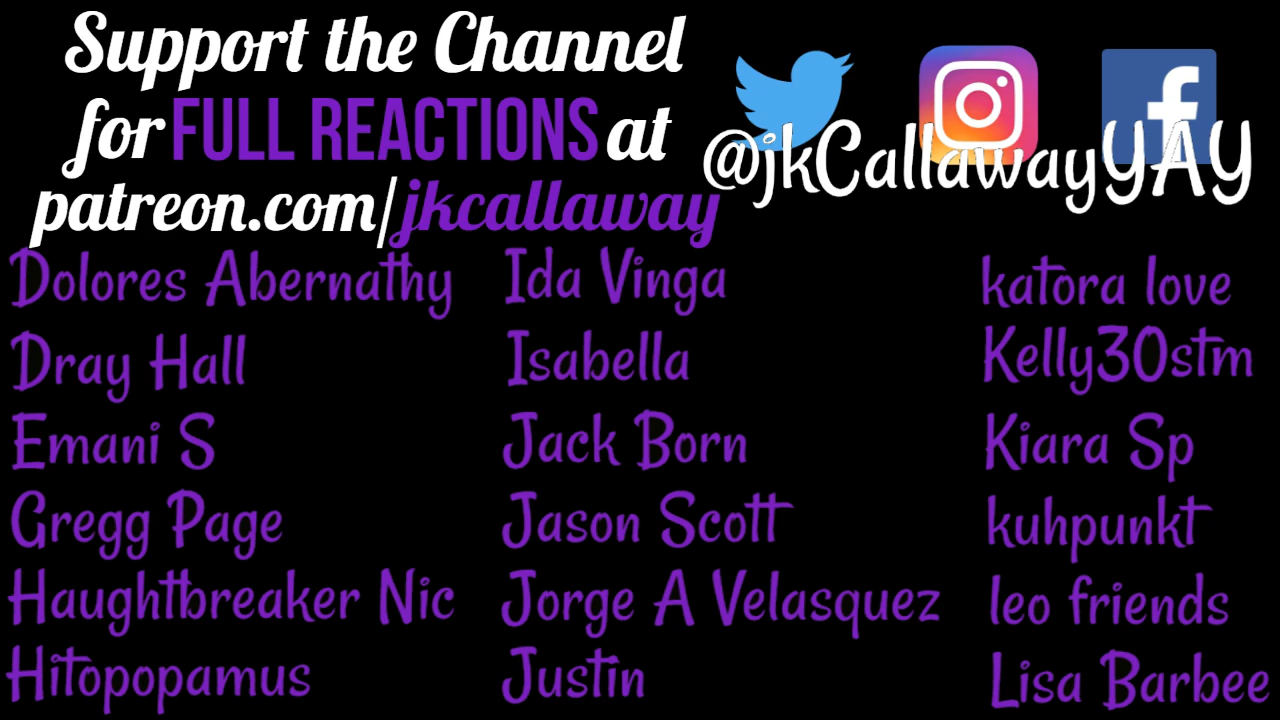 Support the Channel
for FULL REACTIONS at
patreon.com/jkcallaway
@jkCallawayYAY
Dolores Abernathy
Dray Hall
Emani S
Gregg Page
Haughtbreaker Nic
Hitopopamus
Ida Vinga
Isabella
Jack Born
Jason Scott
Jorge A Velasquez
Justin
katora love
Kelly30stm
Kiara Sp
kuhpunkt
leo friends
Lisa Barbee